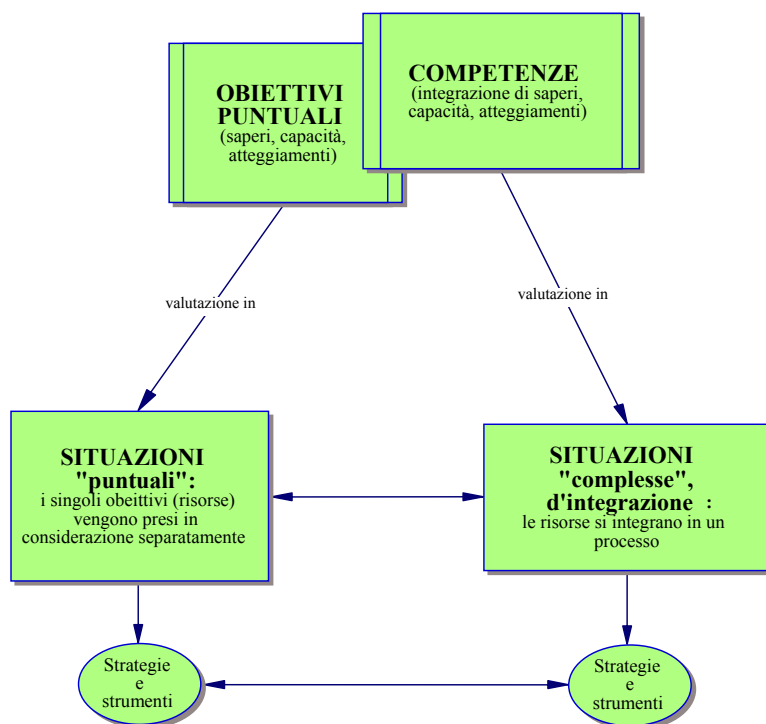 OBIETTIVI
PUNTUALI
(saperi, capacità,
atteggiamenti)
COMPETENZE
(integrazione di saperi,
capacità, atteggiamenti)
valutazione in
valutazione in
SITUAZIONI
"puntuali":
i singoli obeittivi (risorse)
vengono presi in
considerazione separatamente
SITUAZIONI
"complesse",
d'integrazione :
le risorse si integrano in un
processo
Strategie
e
strumenti
Strategie
e
strumenti